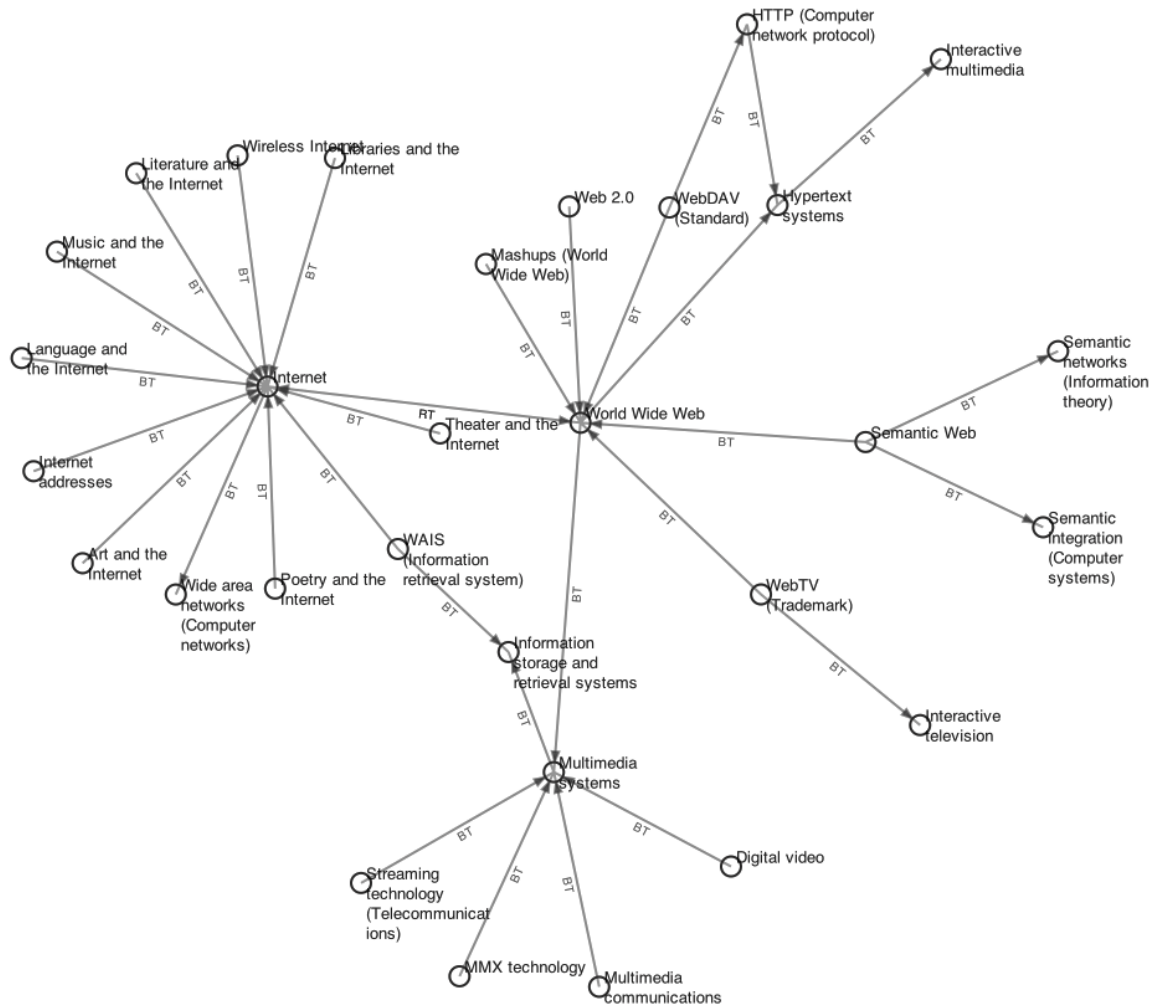 HTTP (Computer
network protocol)
Interactive
multimedia
BT
BT
BT
Wireless Internet
Libraries and the
Internet
Literature and
the Internet
Web 2.0
WebDAV
(Standard)
Hypertext
systems
Music and the
Internet
Mashups (World
Wide Web)
BT
BT
BT
BT
BT
BT
BT
BT
Language and
the Internet
BT
BT
Internet
Semantic
networks
(Information
theory)
BT
RT
World Wide Web
BT
Theater and the
Internet
BT
Semantic Web
BT
Internet
addresses
BT
BT
BT
BT
BT
BT
Semantic
Integration
(Computer
systems)
Art and the
Internet
Wide area
networks
(Computer
networks)
Poetry and the
Internet
WAIS
(Information
retrieval system)
BT
WebTV
(Trademark)
BT
Information
storage and
retrieval systems
BT
BT
Interactive
television
Multimedia
systems
BT
BT
BT
BT
Digital video
Streaming
technology
(Telecommunicat
ions)
MMX technology
Multimedia
communications